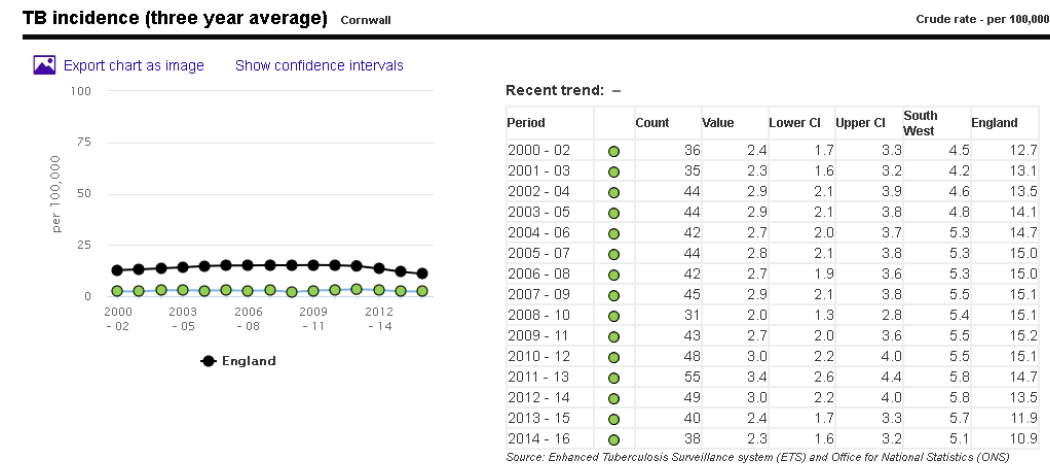 TB incidence (three year average) Cornwall Crude rate - per 100,000
Export chart as image Show confidence intervals
100
75
50
25
0
per 100,000
2000 - 02
2003 - 05
2006 - 08
2009 - 11
2012 - 14
England
Recent trend: –
Period Count Value Lower CI Upper CI South West England
2000 - 02 36 2.4 1.7 3.3 4.5 12.7
2001 - 03 35 2.3 1.6 3.2 4.2 13.1
2002 - 04 44 2.9 2.1 3.9 4.6 13.5
2003 - 05 44 2.9 2.1 3.8 4.8 14.1
2004 - 06 42 2.7 2.0 3.7 5.3 14.7
2005 - 07 44 2.8 2.1 3.8 5.3 15.0
2006 - 08 42 2.7 1.9 3.6 5.3 15.0
2007 - 09 45 2.9 2.1 3.8 5.5 15.1
2008 - 10 31 2.0 1.3 2.8 5.4 15.1
2009 - 11 43 2.7 2.0 3.6 5.5 15.2
2010 - 12 48 3.0 2.2 4.0 5.5 15.1
2011 - 13 55 3.4 2.6 4.4 5.8 14.7
2012 - 14 49 3.0 2.2 4.0 5.8 13.5
2013 - 15 40 2.4 1.7 3.3 5.7 11.9
2014 - 16 38 2.3 1.6 3.2 5.1 10.9
Source: Enhanced Tuberculosis Surveillance system (ETS) and Office for National Statistics (ONS)